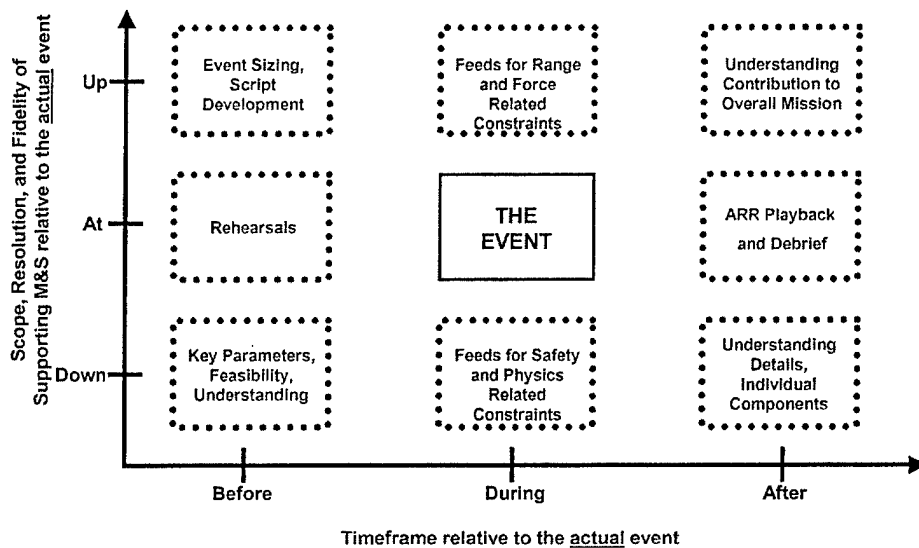 Scope, Resolution, and Fidelity of
Supporting M&S relative to the actual event
Up
Event Sizing,
Script
Development
Feeds for Range
and Force
Related
Constraints
Understanding
Contribution to
Overall Mission
At
Rehearsals
THE
EVENT
ARR Playback
and Debrief
Down
Key Parameters,
Feasibility,
Understanding
Feeds for Safety
and Physics
Related
Constraints
Understanding
Details,
Individual
Components
Before
During
After
Timeframe relative to the actual event